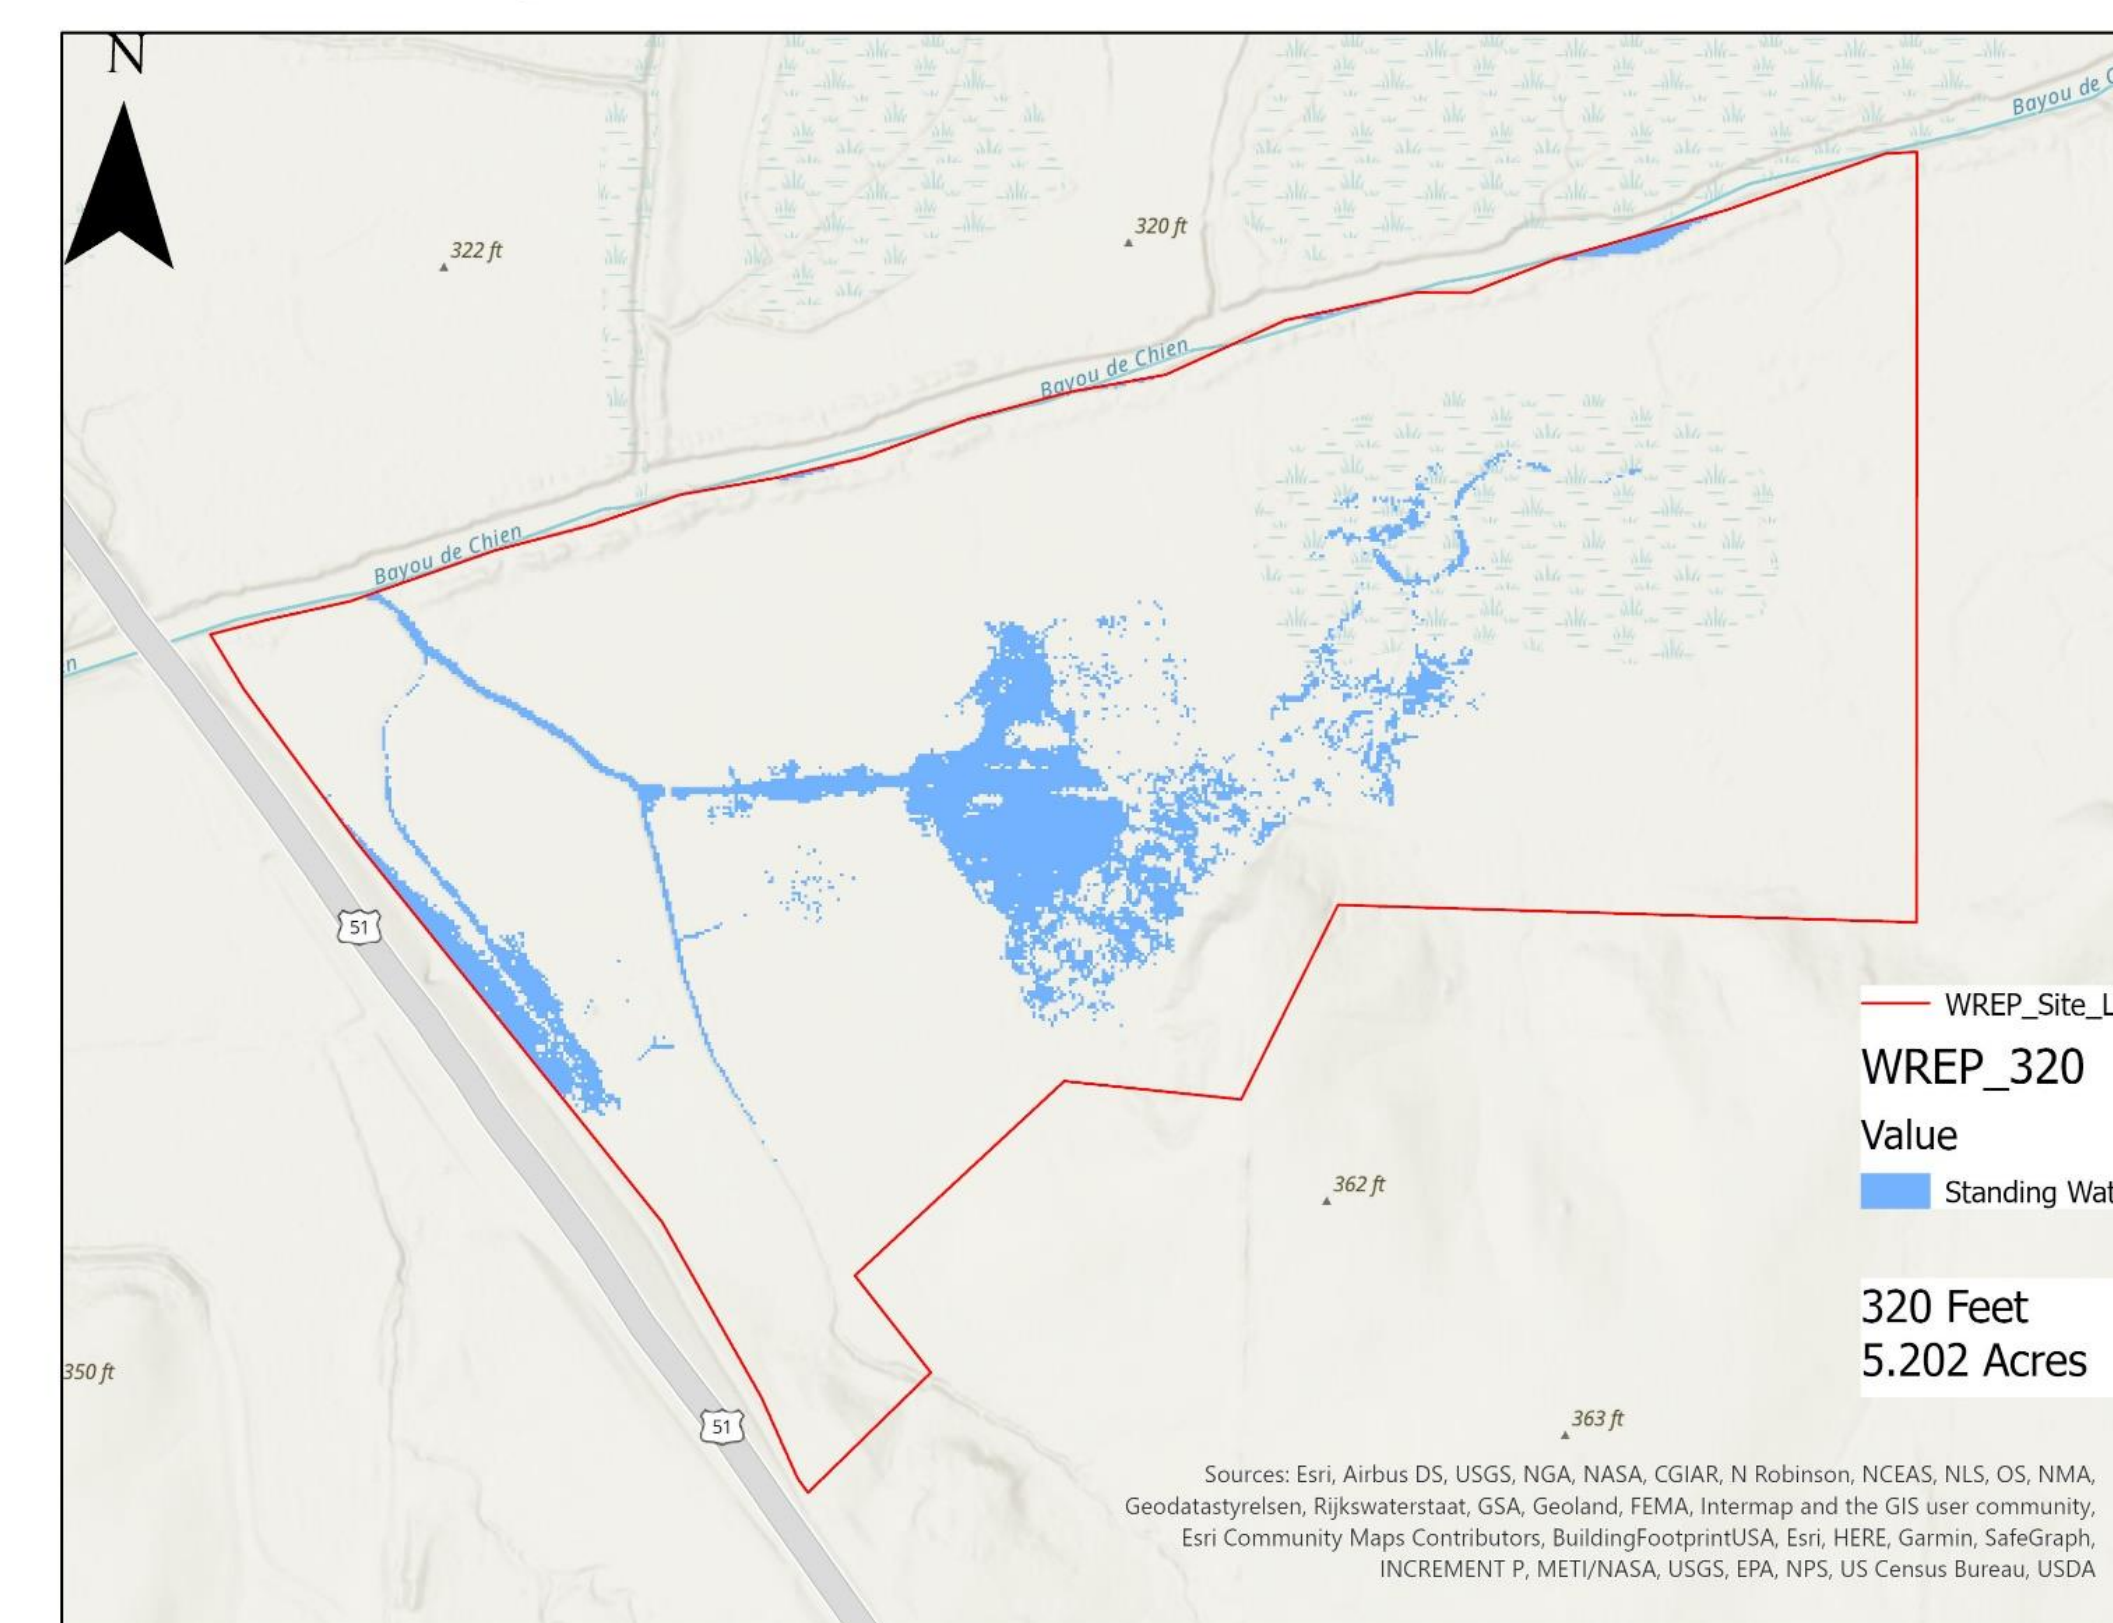 N
Bayou de C
320 ft
322 ft
Bayou de Chien
Bayou de Chien
n
51
WREP_Site_L
WREP_320
Value
362 ft
Standing Wat
320 Feet
5.202 Acres
350 ft
51
363 ft
Sources: Esri, Airbus DS, USGS, NGA, NASA, CGIAR, N Robinson, NCEAS, NLS, OS, NMA,
Geodatastyrelsen, Rijkswaterstaat, GSA, Geoland, FEMA, Intermap and the GIS user community,
Esri Community Maps Contributors, BuildingFootprintUSA, Esri, HERE, Garmin, SafeGraph,
INCREMENT P, METI/NASA, USGS, EPA, NPS, US Census Bureau, USDA